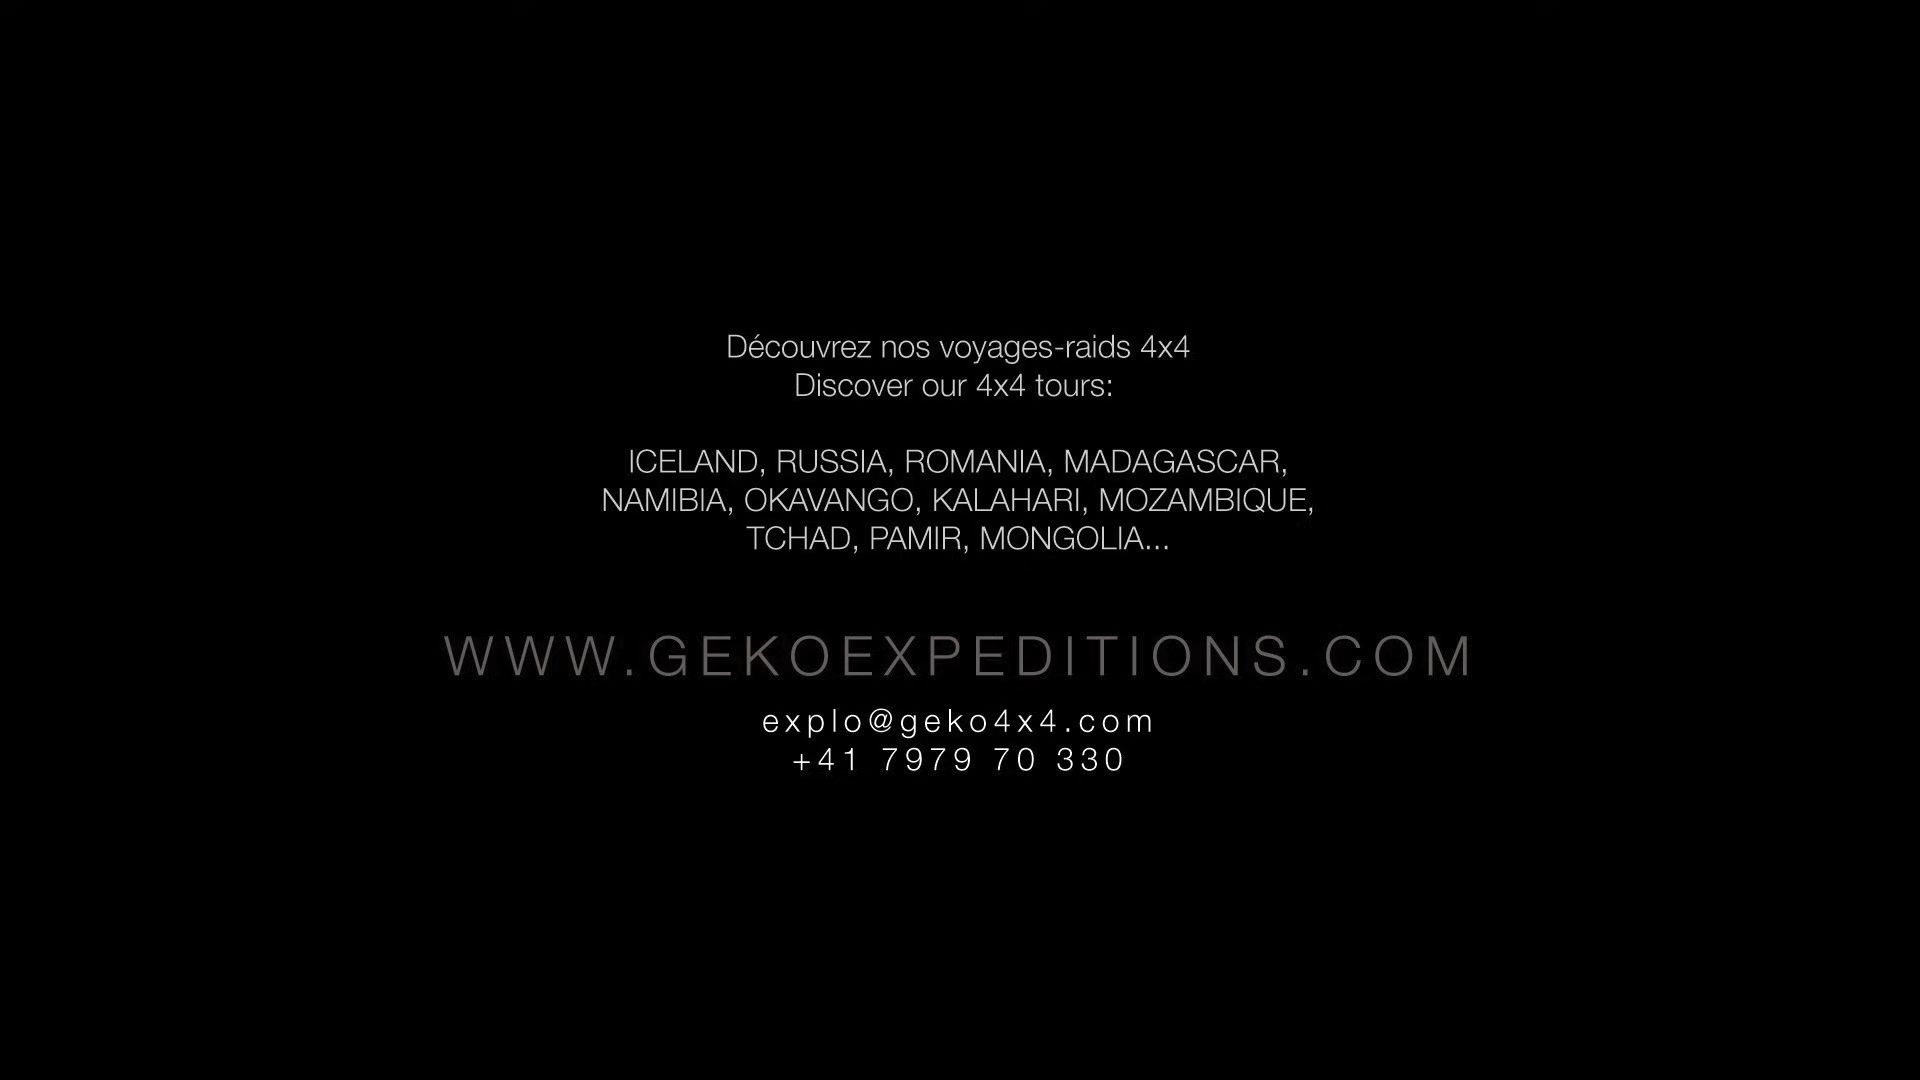 Découvrez nos voyages-raids 4x4
Discover our 4x4 tours:
ICELAND, RUSSIA, ROMANIA, MADAGASCAR,
NAMIBIA, OKAVANGO, KALAHARI, MOZAMBIQUE,
TCHAD, PAMIR, MONGOLIA...
WWW.GEKOEXPEDITIONS.COM
explo@geko4x4.com
+41 7979 70 330